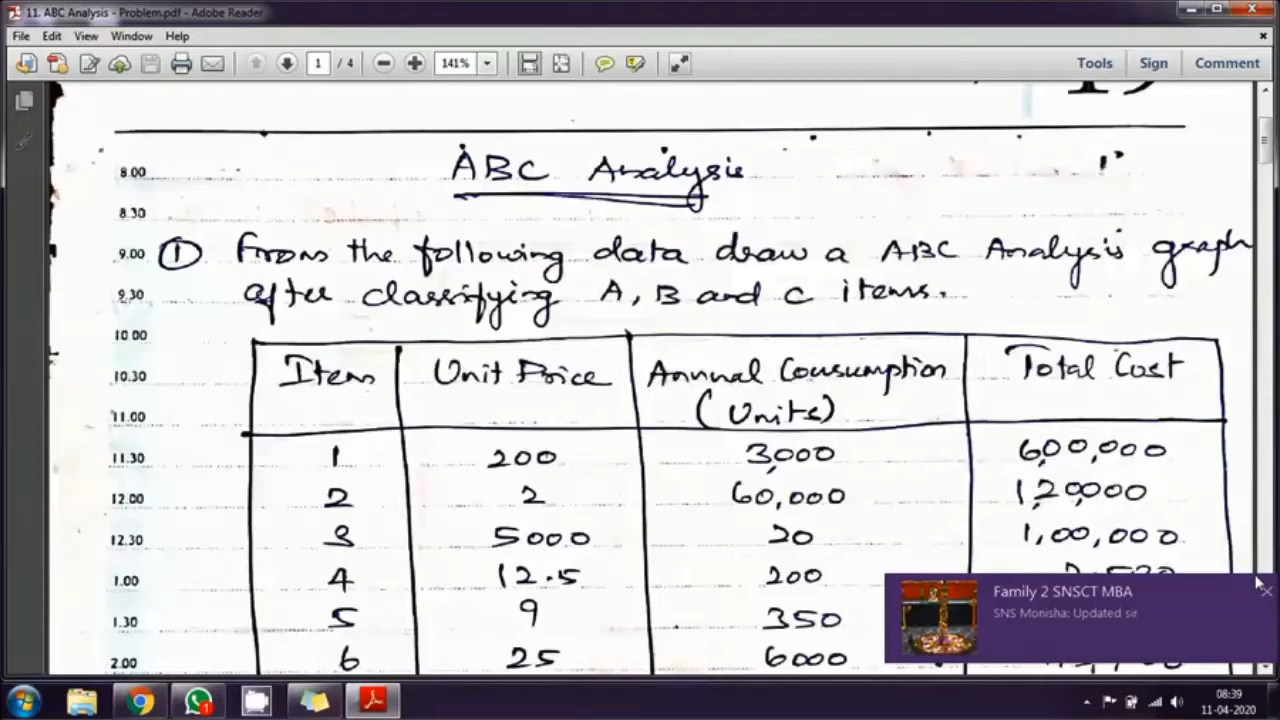 11. ABC Analysis - Problem.pdf - Adobe Reader
File Edit View Window Help
1 / 4 141% Tools Sign Comment
8.00 ABC Analysis
8.30
9.00 ① From the following data draw a ABC Analysis graph
9.30 after classifying A, B and C items.
10.00
10.30 Item Unit Price Annual Consumption Total Cost
11.00 (Units)
11.30 1 200 3,000 6,00,000
12.00 2 2 60,000 1,20,000
12.30 3 5000 20 1,00,000
1.00 4 12.5 200
1.30 5 9 350
2.00 6 25 6000
Family 2 SNSCT MBA
SNS Monisha: Updated sir
1
08:39
11-04-2020